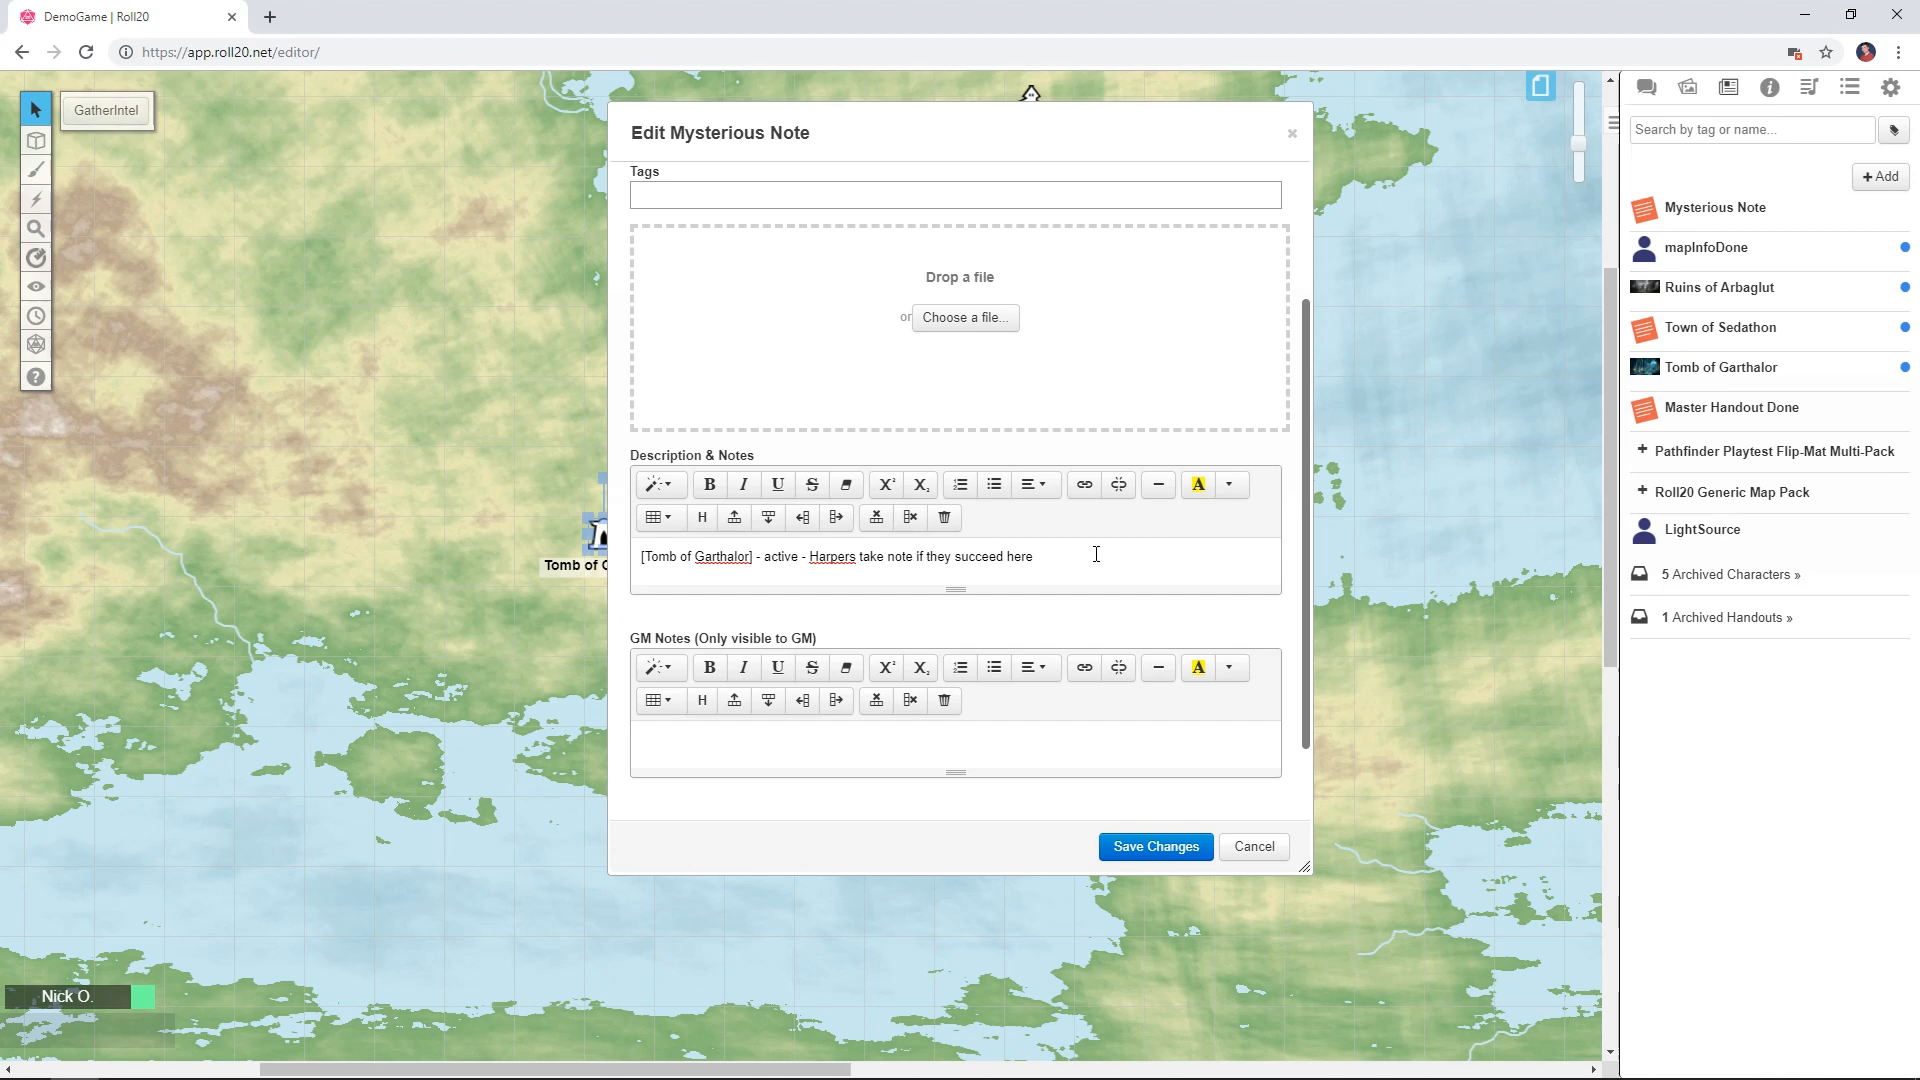 DemoGame | Roll20
https://app.roll20.net/editor/
GatherIntel
Edit Mysterious Note
Tags
Drop a file
or Choose a file...
Description & Notes
B I U S X² X₂ A
H
[Tomb of Garthalor] - active - Harpers take note if they succeed here
GM Notes (Only visible to GM)
B I U S X² X₂ A
H
Save Changes Cancel
Tomb of G
Nick O.
Search by tag or name...
+ Add
Mysterious Note
mapInfoDone
Ruins of Arbaglut
Town of Sedathon
Tomb of Garthalor
Master Handout Done
+ Pathfinder Playtest Flip-Mat Multi-Pack
+ Roll20 Generic Map Pack
LightSource
5 Archived Characters »
1 Archived Handouts »